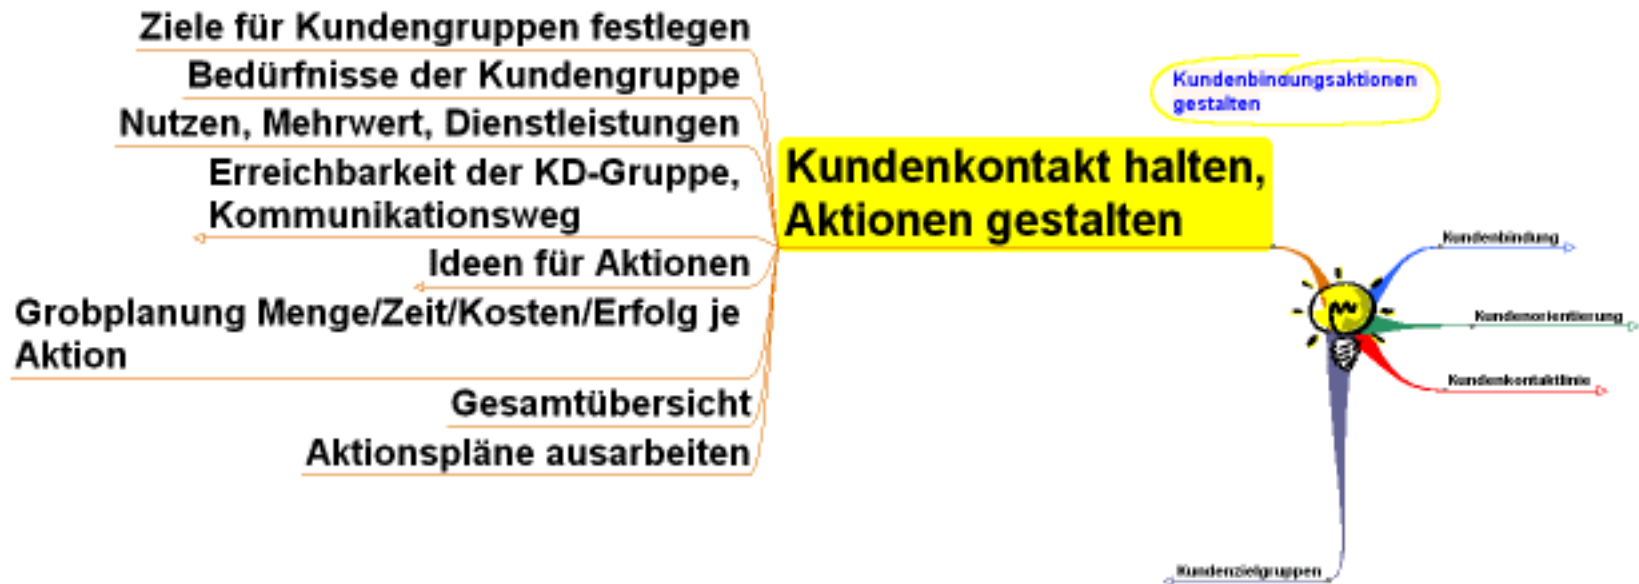 Ziele für Kundengruppen festlegen
Bedürfnisse der Kundengruppe
Nutzen, Mehrwert, Dienstleistungen
Erreichbarkeit der KD-Gruppe,
Kommunikationsweg
Ideen für Aktionen
Grobplanung Menge/Zeit/Kosten/Erfolg je
Aktion
Gesamtübersicht
Aktionspläne ausarbeiten
Kundenkontakt halten,
Aktionen gestalten
Kundenbindungsaktionen
gestalten
Kundenbindung
Kundenorientierung
Kundenkontaktlinie
Kundenzielgruppen